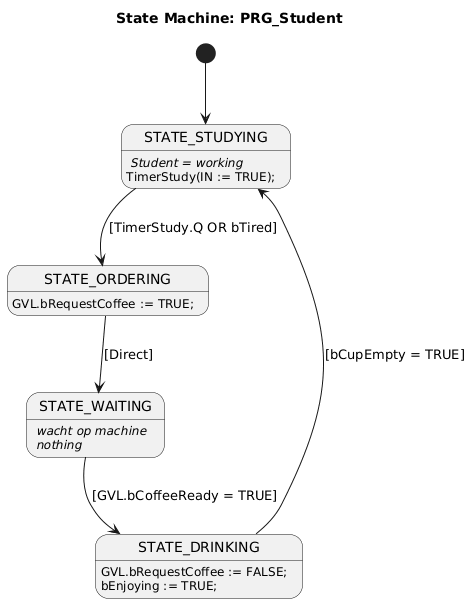 State Machine: PRG_Student
STATE_STUDYING
Student = working
TimerStudy(IN := TRUE);
[TimerStudy.Q OR bTired]
STATE_ORDERING
GVL.bRequestCoffee := TRUE;
[Direct]
[bCupEmpty = TRUE]
STATE_WAITING
wacht op machine
nothing
[GVL.bCoffeeReady = TRUE]
STATE_DRINKING
GVL.bRequestCoffee := FALSE;
bEnjoying := TRUE;